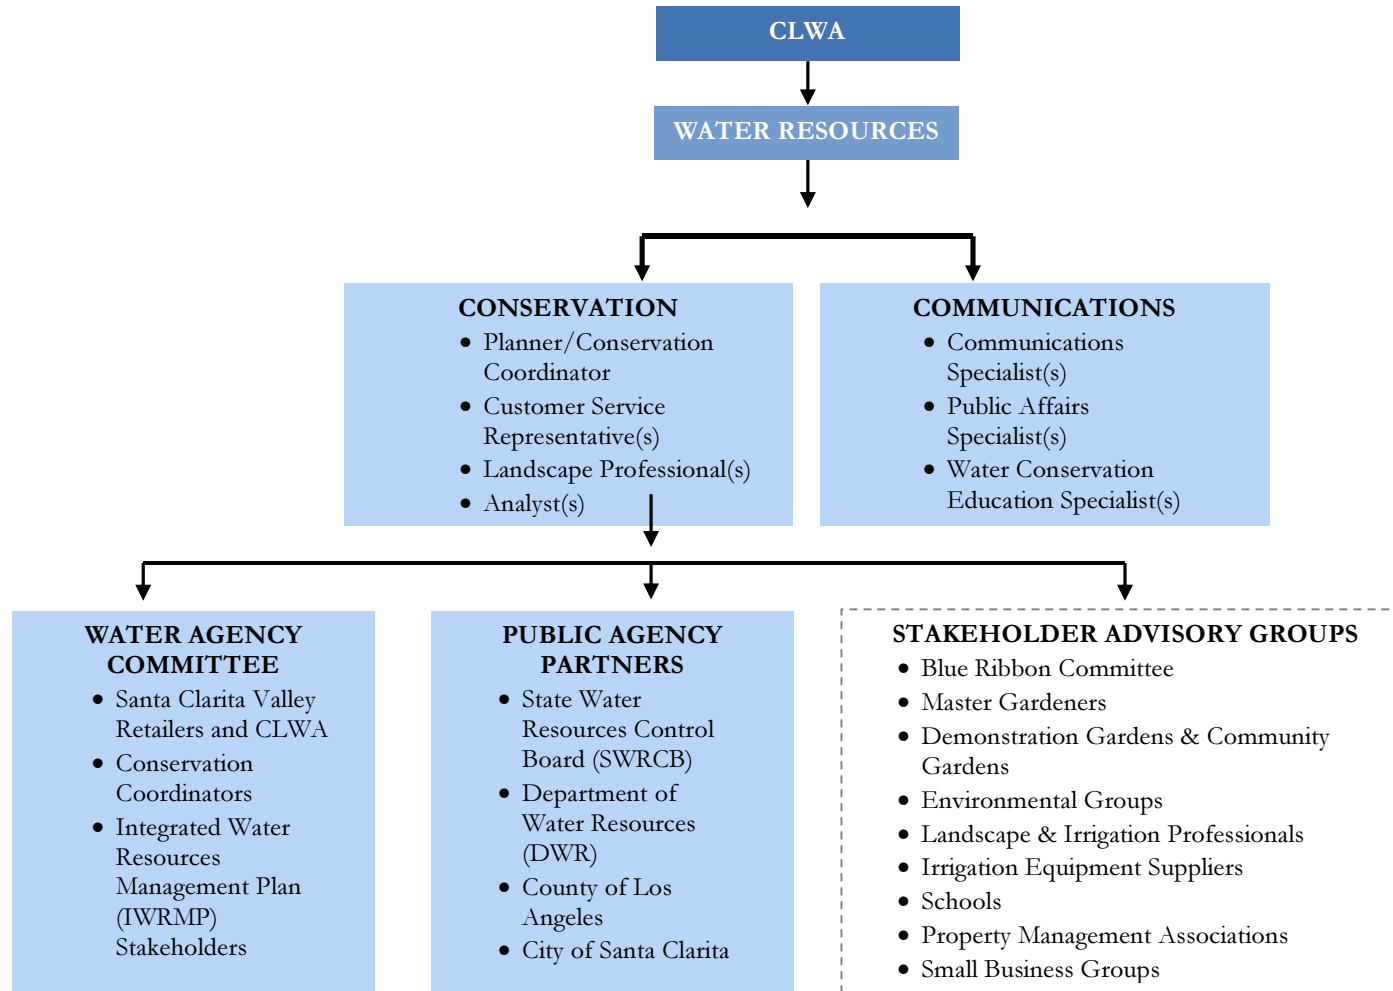 CLWA
WATER RESOURCES
CONSERVATION
• Planner/Conservation
Coordinator
• Customer Service
Representative(s)
• Landscape Professional(s)
• Analyst(s)
COMMUNICATIONS
• Communications
Specialist(s)
• Public Affairs
Specialist(s)
• Water Conservation
Education Specialist(s)
WATER AGENCY
COMMITTEE
• Santa Clarita Valley
Retailers and CLWA
• Conservation
Coordinators
• Integrated Water
Resources
Management Plan
(IWRMP)
Stakeholders
PUBLIC AGENCY
PARTNERS
• State Water
Resources Control
Board (SWRCB)
• Department of
Water Resources
(DWR)
• County of Los
Angeles
• City of Santa Clarita
STAKEHOLDER ADVISORY GROUPS
• Blue Ribbon Committee
• Master Gardeners
• Demonstration Gardens & Community
Gardens
• Environmental Groups
• Landscape & Irrigation Professionals
• Irrigation Equipment Suppliers
• Schools
• Property Management Associations
• Small Business Groups